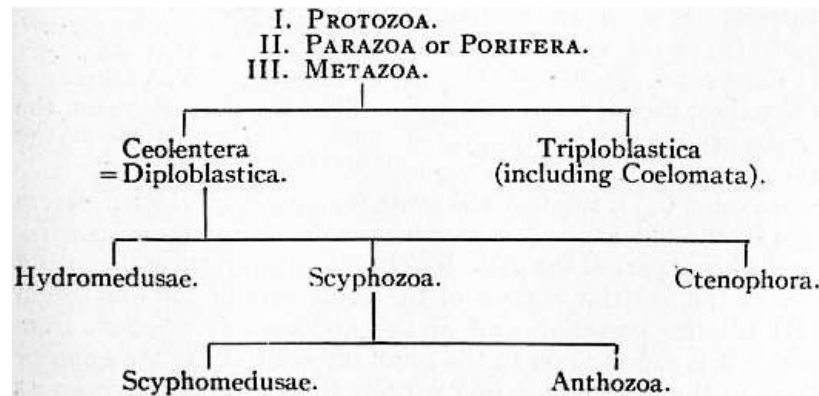 I. PROTOZOA.
II. PARAZOA or PORIFERA.
III. METAZOA.
Ceolentera
= Diploblastica.
Triploblastica
(including Coelomata).
Hydromedusae.
Scyphozoa.
Ctenophora.
Scyphomedusae.
Anthozoa.